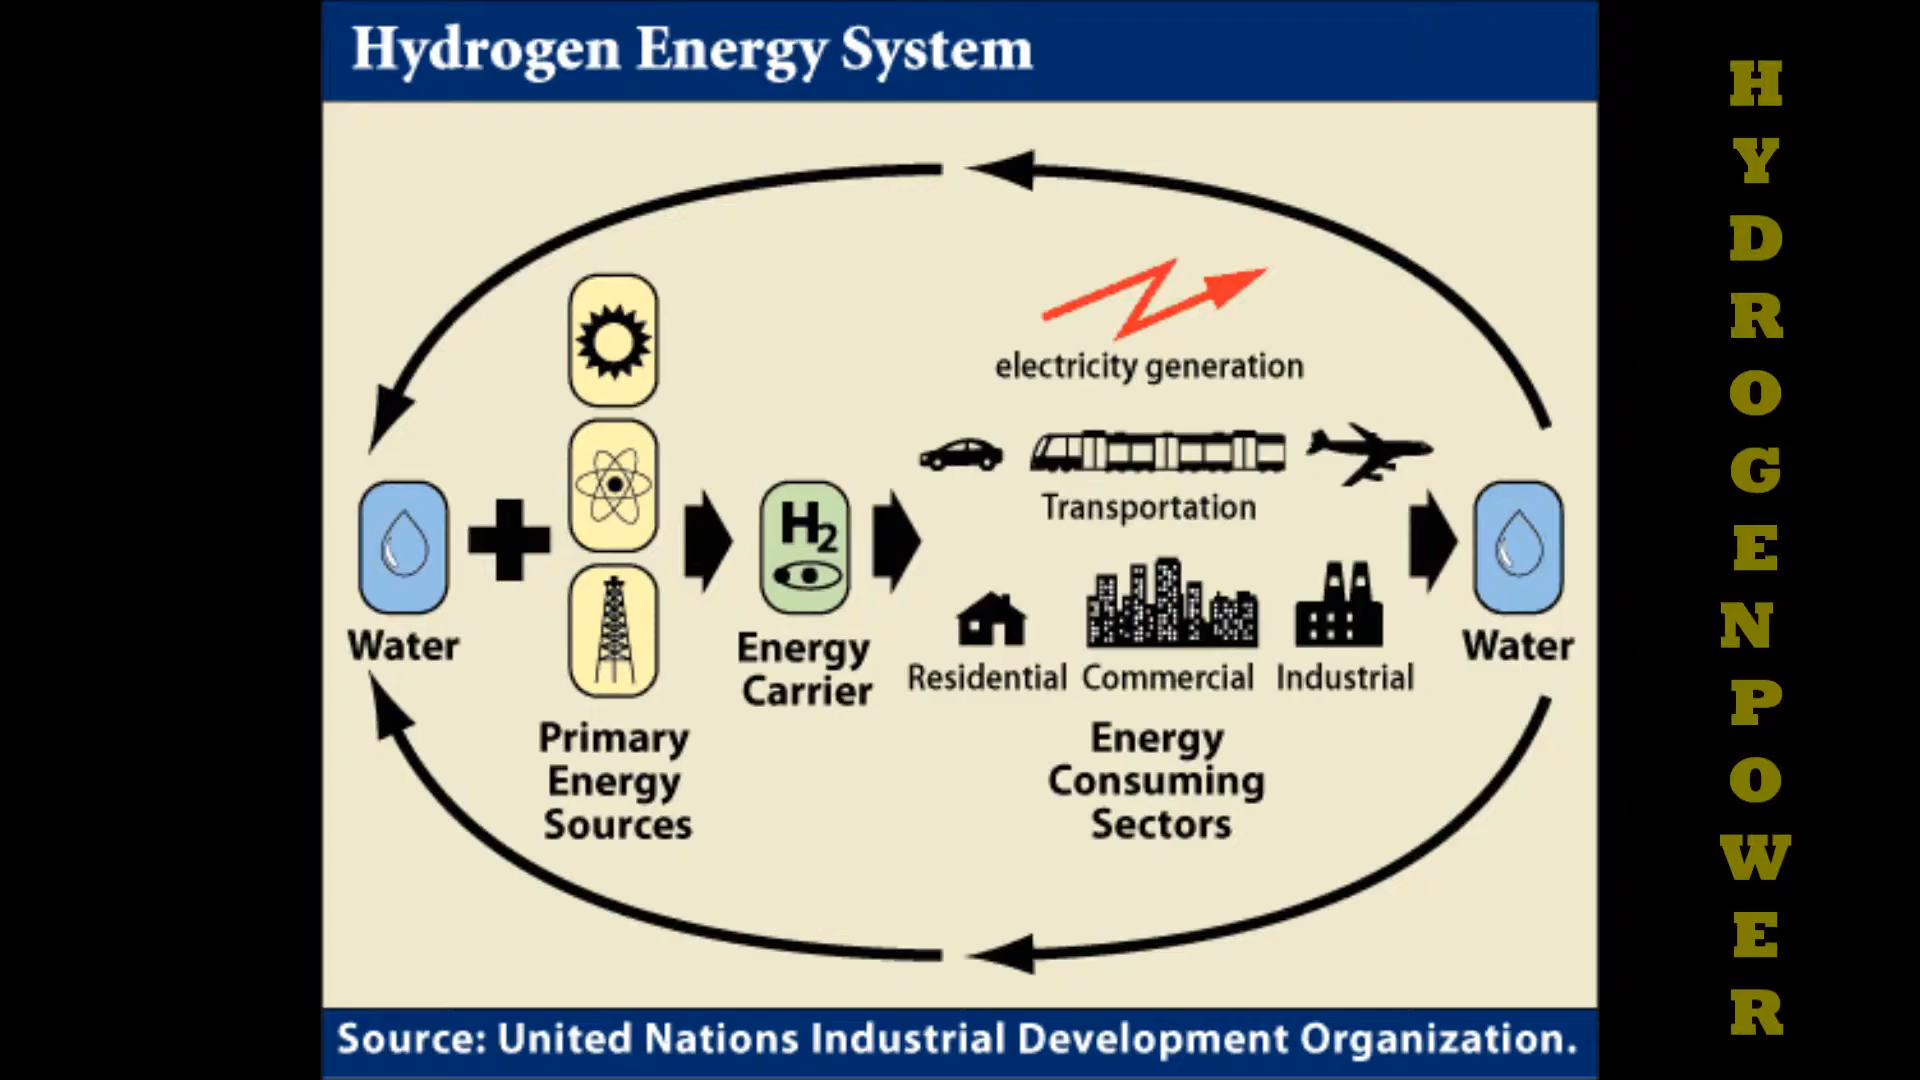 Hydrogen Energy System
electricity generation
Transportation
H2
Water
Energy
Carrier
Residential
Commercial
Industrial
Water
Primary
Energy
Sources
Energy
Consuming
Sectors
Source: United Nations Industrial Development Organization.
HYDROGENPOWER